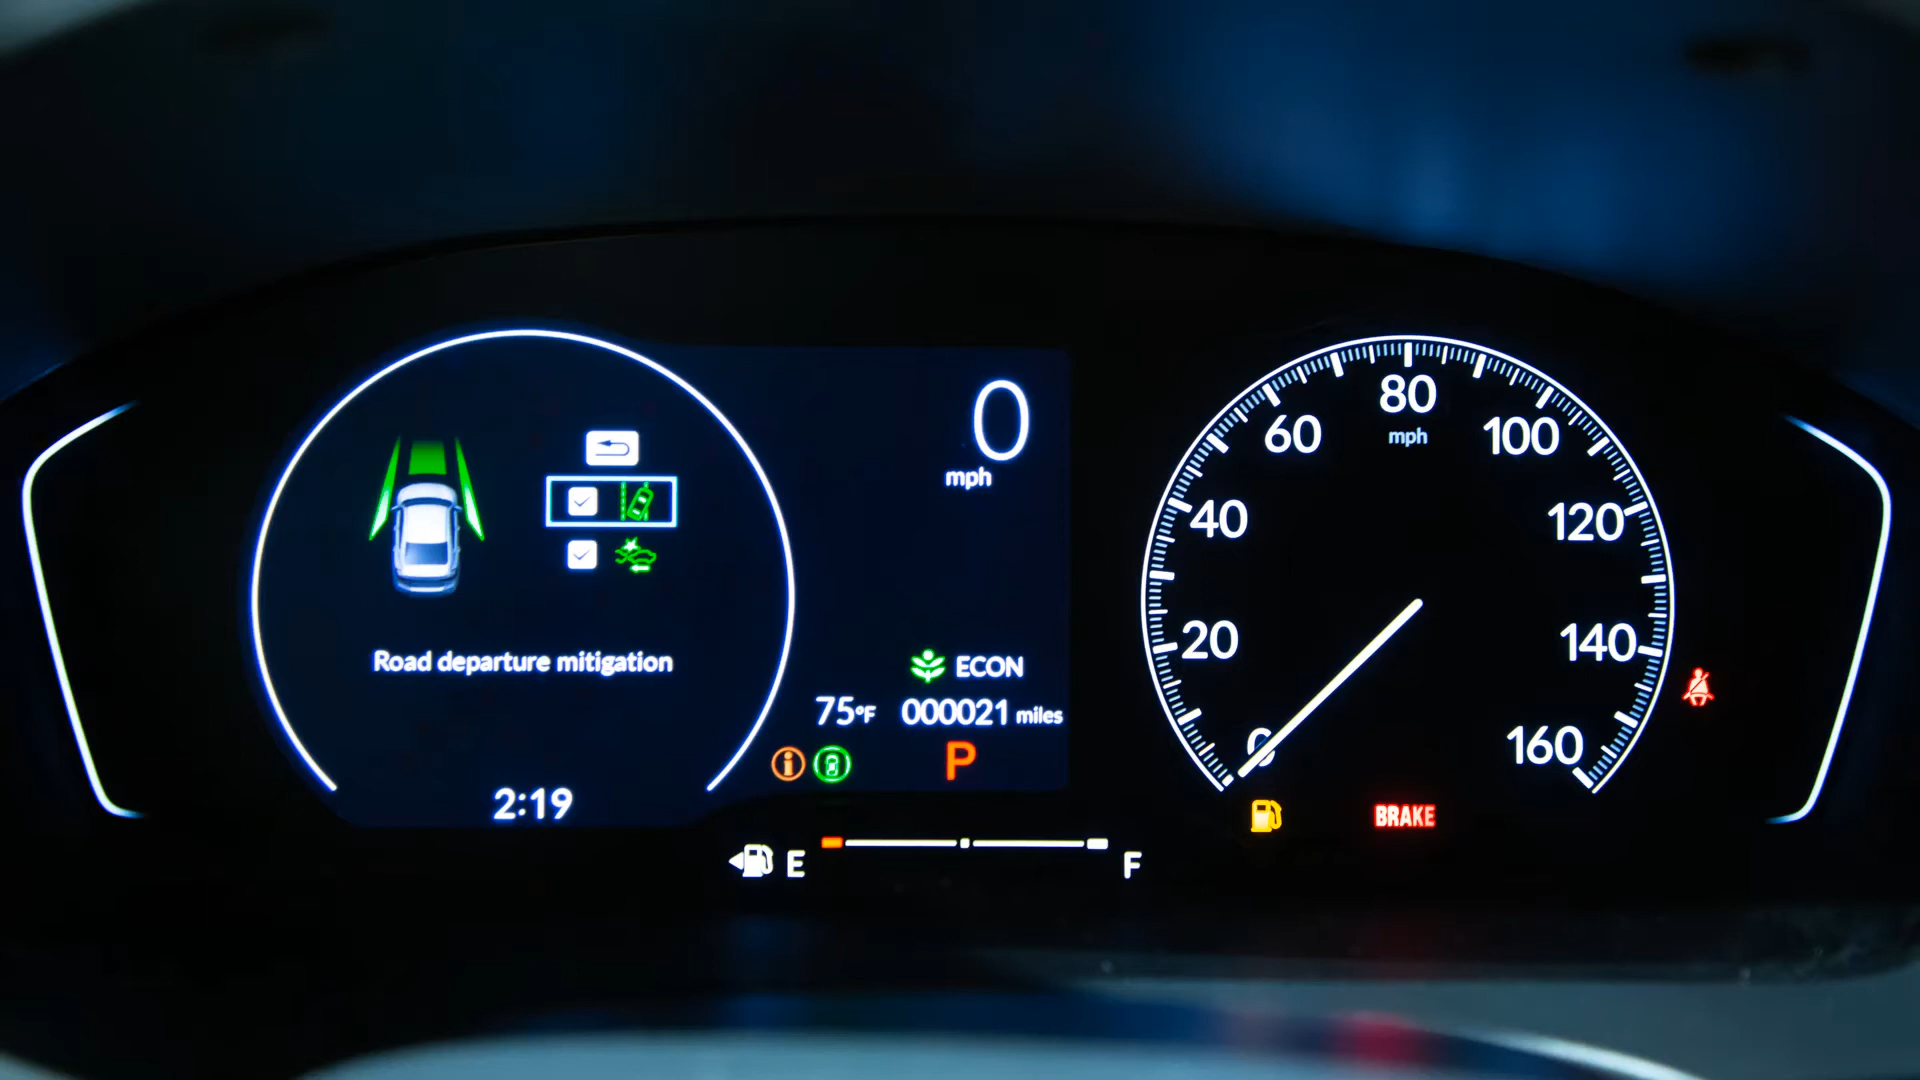 0
mph
Road departure mitigation
ECON
75°F 000021 miles
P
2:19
E F
80
mph
60 100
40 120
20 140
0 160
BRAKE